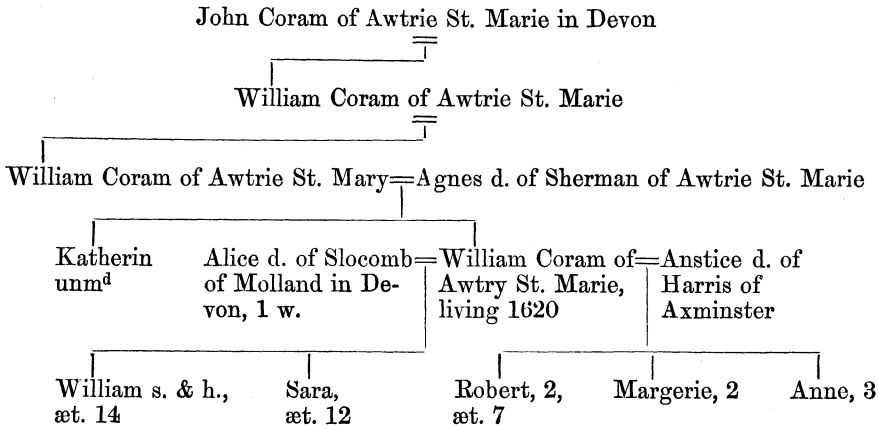 John Coram of Awtrie St. Marie in Devon
William Coram of Awtrie St. Marie
William Coram of Awtrie St. Mary=Agnes d. of Sherman of Awtrie St. Marie
Katherin
unmᵈ
Alice d. of Slocomb=William Coram of=Anstice d. of
of Molland in De-
von, 1 w.
Awtry St. Marie,
living 1620
Harris of
Axminster
William s. & h.,
æt. 14
Sara,
æt. 12
Robert, 2,
æt. 7
Margerie, 2
Anne, 3